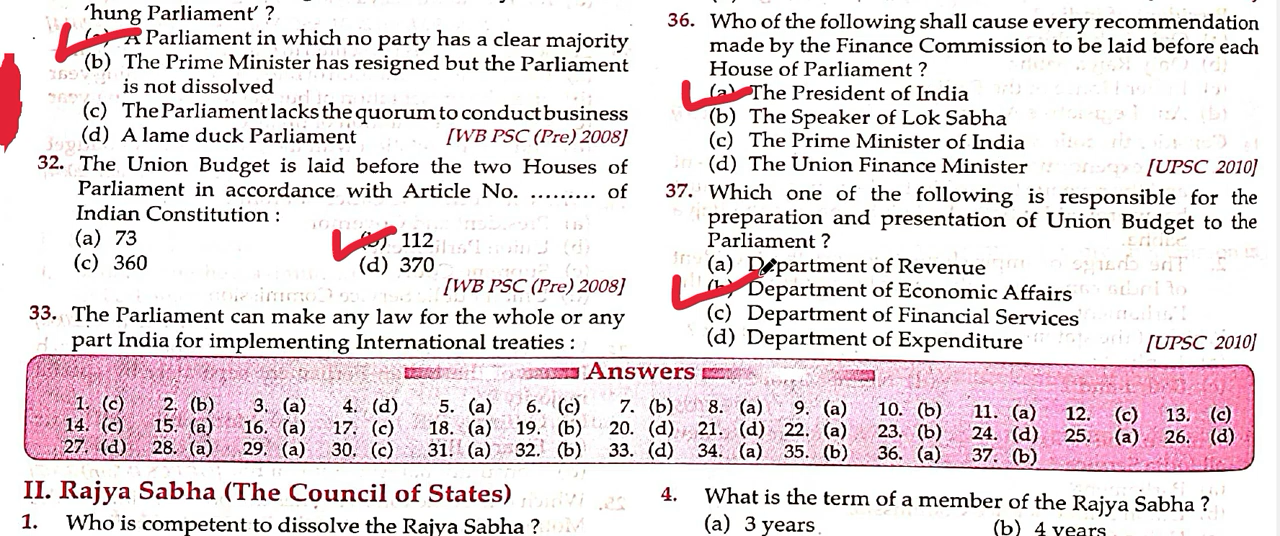 'hung Parliament' ?
(a) A Parliament in which no party has a clear majority
(b) The Prime Minister has resigned but the Parliament
is not dissolved
(c) The Parliament lacks the quorum to conduct business
(d) A lame duck Parliament [WB PSC (Pre) 2008]
32. The Union Budget is laid before the two Houses of
Parliament in accordance with Article No. ......... of
Indian Constitution :
(a) 73 (b) 112
(c) 360 (d) 370
[WB PSC (Pre) 2008]
33. The Parliament can make any law for the whole or any
part India for implementing International treaties :
36. Who of the following shall cause every recommendation
made by the Finance Commission to be laid before each
House of Parliament ?
(a) The President of India
(b) The Speaker of Lok Sabha
(c) The Prime Minister of India
(d) The Union Finance Minister [UPSC 2010]
37. Which one of the following is responsible for the
preparation and presentation of Union Budget to the
Parliament ?
(a) Department of Revenue
(b) Department of Economic Affairs
(c) Department of Financial Services
(d) Department of Expenditure [UPSC 2010]
Answers
1. (c) 2. (b) 3. (a) 4. (d) 5. (a) 6. (c) 7. (b) 8. (a) 9. (a) 10. (b) 11. (a) 12. (c) 13. (c)
14. (c) 15. (a) 16. (a) 17. (c) 18. (a) 19. (b) 20. (d) 21. (d) 22. (a) 23. (b) 24. (d) 25. (a) 26. (d)
27. (d) 28. (a) 29. (a) 30. (c) 31. (a) 32. (b) 33. (d) 34. (a) 35. (b) 36. (a) 37. (b)
II. Rajya Sabha (The Council of States)
1. Who is competent to dissolve the Rajya Sabha ?
4. What is the term of a member of the Rajya Sabha ?
(a) 3 years (b) 4 years